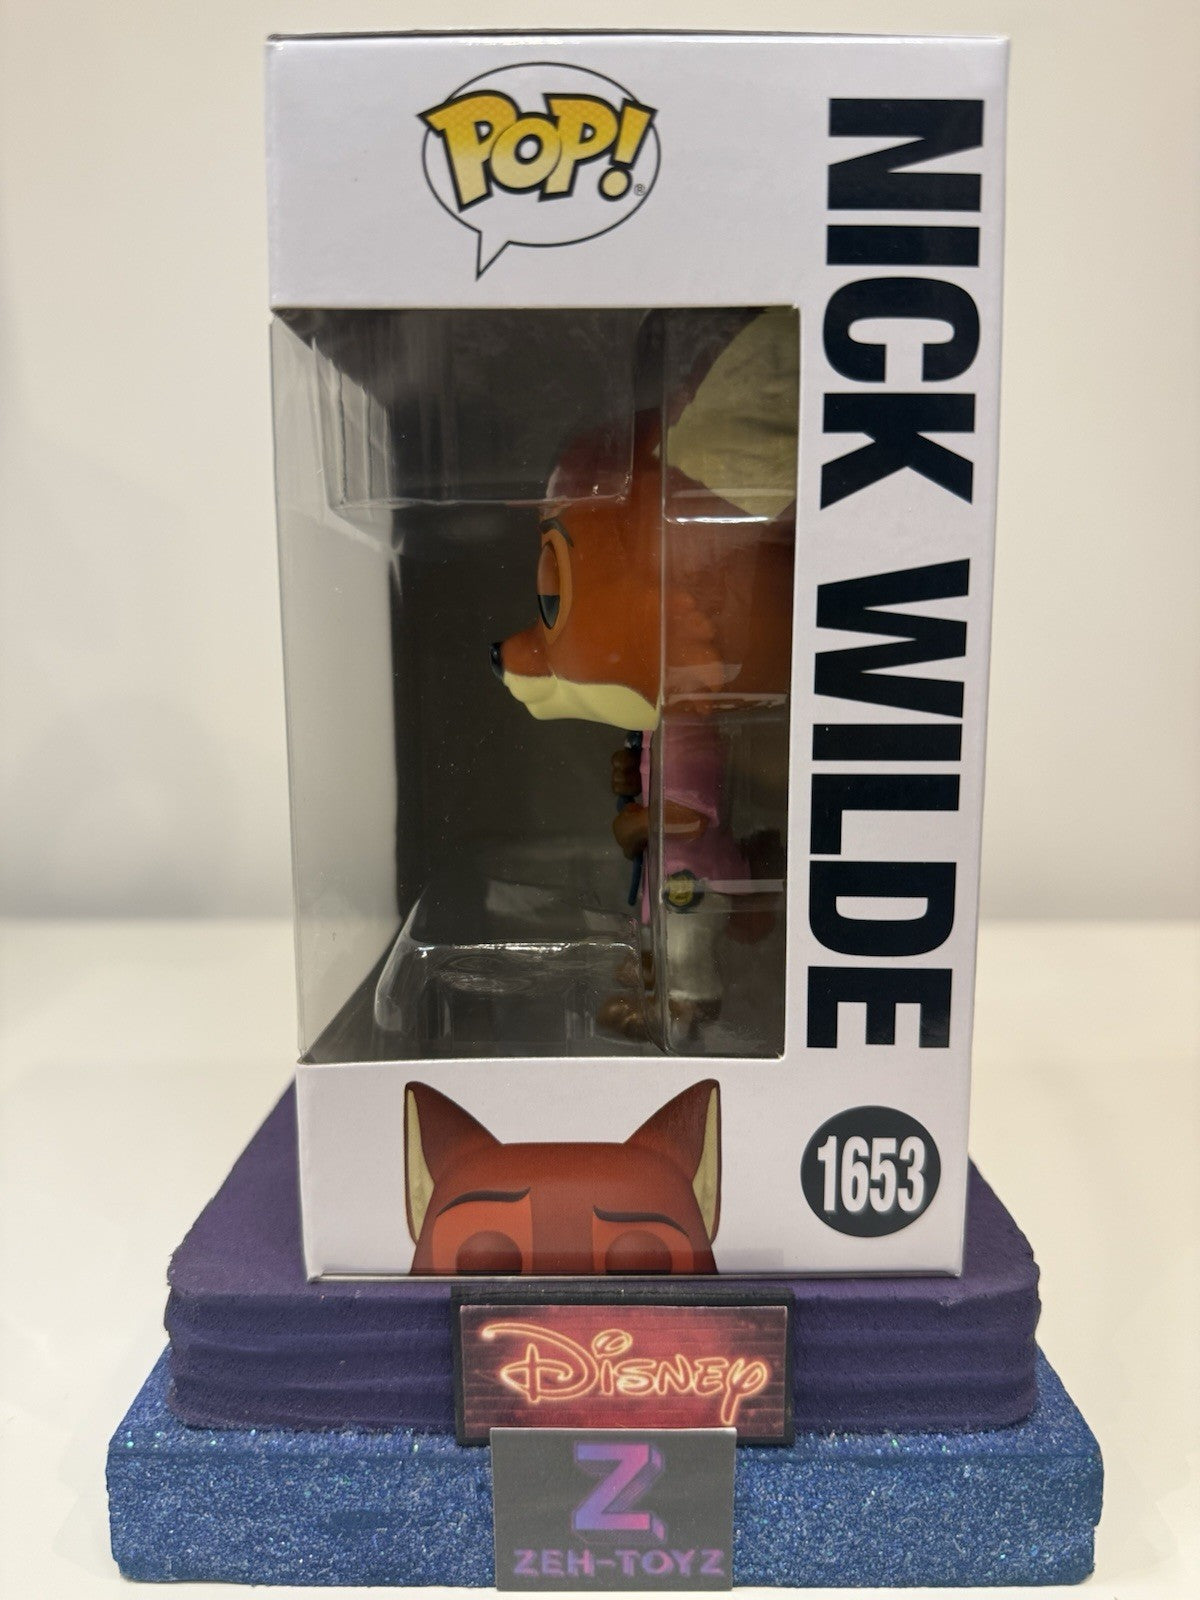 POP!®
NICK WILDE
1653
Disney
Z
ZEH-TOYZ